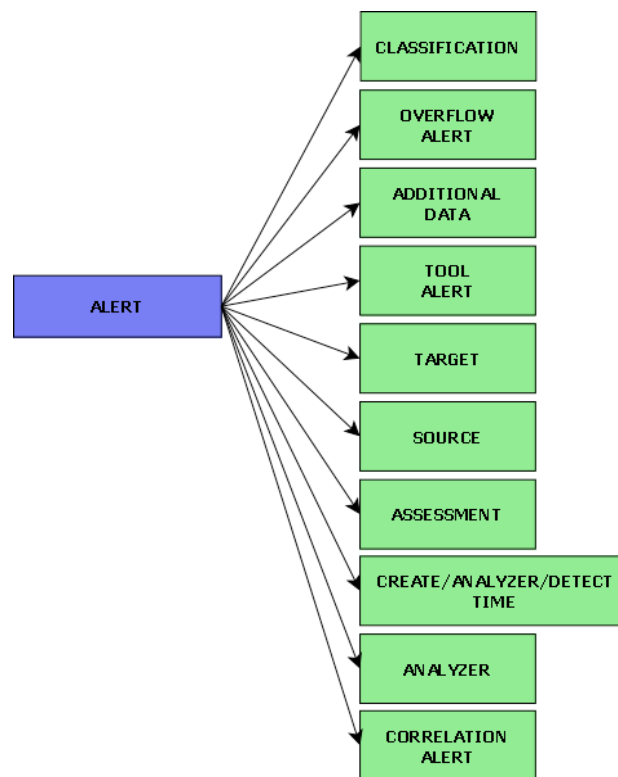 CLASSIFICATION
OVERFLOW
ALERT
ADDITIONAL
DATA
TOOL
ALERT
ALERT
TARGET
SOURCE
ASSESSMENT
CREATE/ANALYZER/DETECT
TIME
ANALYZER
CORRELATION
ALERT